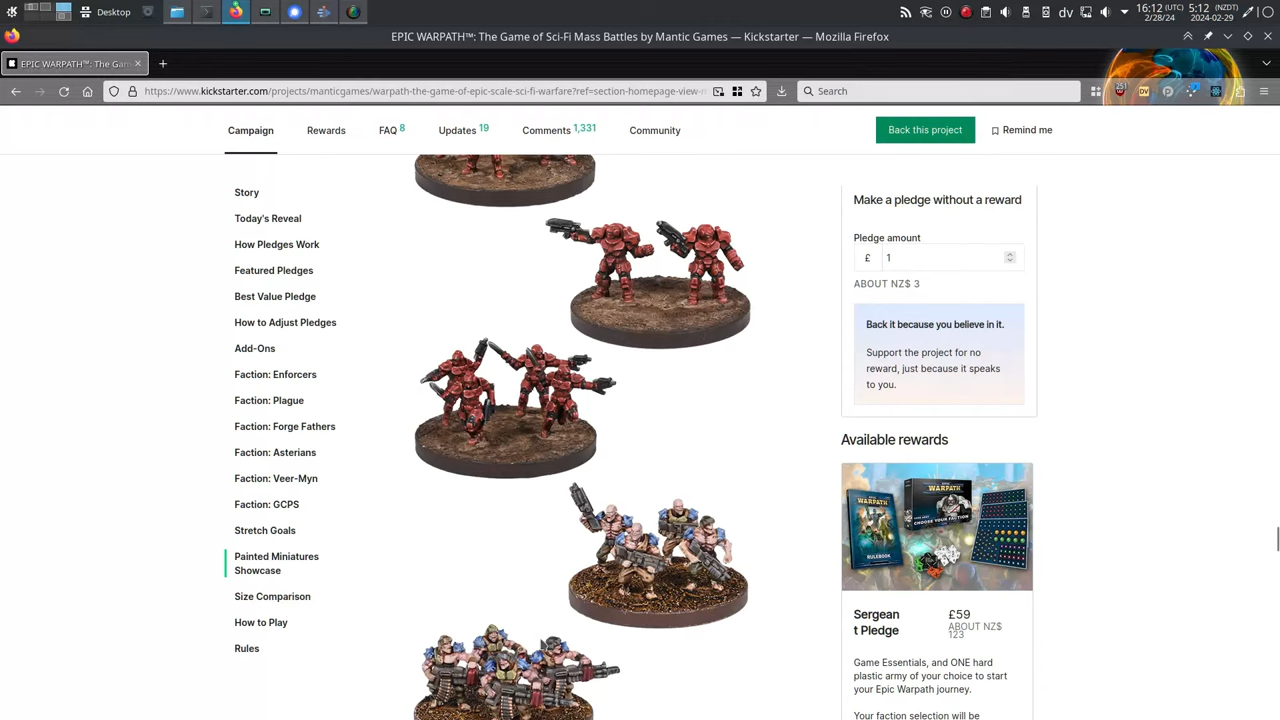 Desktop
dv
16:12 (UTC)
2/28/24
5:12 (NZDT)
2024-02-29
EPIC WARPATH™: The Game of Sci-Fi Mass Battles by Mantic Games — Kickstarter — Mozilla Firefox
EPIC WARPATH™: The Gam
https://www.kickstarter.com/projects/manticgames/warpath-the-game-of-epic-scale-sci-fi-warfare?ref=section-homepage-view-m
Search
251
DV
Campaign
Rewards
FAQ 8
Updates 19
Comments 1,331
Community
Back this project
Remind me
Story
Today's Reveal
How Pledges Work
Featured Pledges
Best Value Pledge
How to Adjust Pledges
Add-Ons
Faction: Enforcers
Faction: Plague
Faction: Forge Fathers
Faction: Asterians
Faction: Veer-Myn
Faction: GCPS
Stretch Goals
Painted Miniatures
Showcase
Size Comparison
How to Play
Rules
Make a pledge without a reward
Pledge amount
£ 1
ABOUT NZ$ 3
Back it because you believe in it.
Support the project for no
reward, just because it speaks
to you.
Available rewards
WARPATH
RULEBOOK
WARPATH
CHOOSE YOUR FACTION
Sergean
t Pledge
£59
ABOUT NZ$
123
Game Essentials, and ONE hard
plastic army of your choice to start
your Epic Warpath journey.
Your faction selection will be